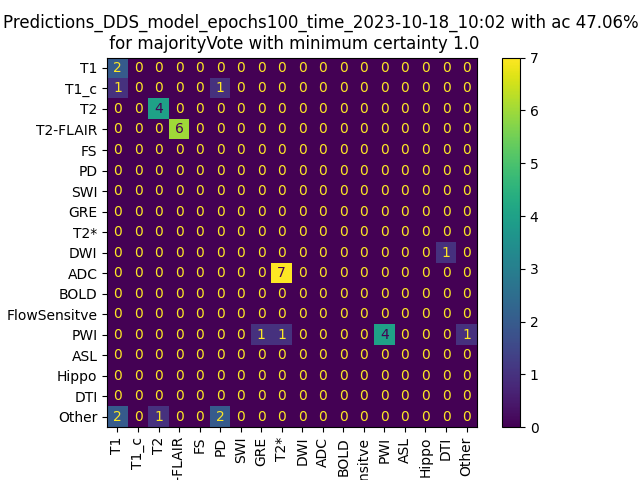 Predictions_DDS_model_epochs100_time_2023-10-18_10:02 with ac 47.06%
for majorityVote with minimum certainty 1.0
T1 2 0 0 0 0 0 0 0 0 0 0 0 0 0 0 0 0 0
T1_c 1 0 0 0 0 1 0 0 0 0 0 0 0 0 0 0 0 0
T2 0 0 4 0 0 0 0 0 0 0 0 0 0 0 0 0 0 0
T2-FLAIR 0 0 0 6 0 0 0 0 0 0 0 0 0 0 0 0 0 0
FS 0 0 0 0 0 0 0 0 0 0 0 0 0 0 0 0 0 0
PD 0 0 0 0 0 0 0 0 0 0 0 0 0 0 0 0 0 0
SWI 0 0 0 0 0 0 0 0 0 0 0 0 0 0 0 0 0 0
GRE 0 0 0 0 0 0 0 0 0 0 0 0 0 0 0 0 0 0
T2* 0 0 0 0 0 0 0 0 0 0 0 0 0 0 0 0 0 0
DWI 0 0 0 0 0 0 0 0 0 0 0 0 0 0 0 0 1 0
ADC 0 0 0 0 0 0 0 0 7 0 0 0 0 0 0 0 0 0
BOLD 0 0 0 0 0 0 0 0 0 0 0 0 0 0 0 0 0 0
FlowSensitve 0 0 0 0 0 0 0 0 0 0 0 0 0 0 0 0 0 0
PWI 0 0 0 0 0 0 0 1 1 0 0 0 0 4 0 0 0 1
ASL 0 0 0 0 0 0 0 0 0 0 0 0 0 0 0 0 0 0
Hippo 0 0 0 0 0 0 0 0 0 0 0 0 0 0 0 0 0 0
DTI 0 0 0 0 0 0 0 0 0 0 0 0 0 0 0 0 0 0
Other 2 0 1 0 0 2 0 0 0 0 0 0 0 0 0 0 0 0
T1 T1_c T2 -FLAIR FS PD SWI GRE T2* DWI ADC BOLD nsitve PWI ASL Hippo DTI Other
7
6
5
4
3
2
1
0